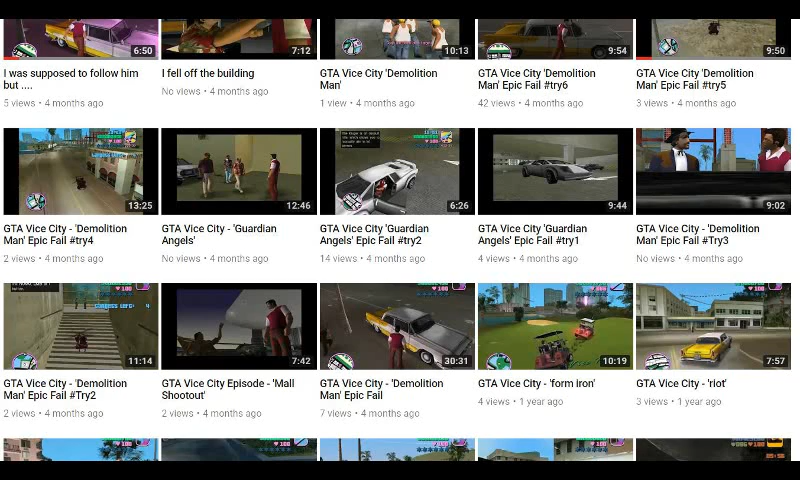 6:50
7:12
10:13
9:54
9:50
I was supposed to follow him
but ....
5 views • 4 months ago
I fell off the building
No views • 4 months ago
GTA Vice City 'Demolition
Man'
1 view • 4 months ago
GTA Vice City 'Demolition
Man' Epic Fail #try6
42 views • 4 months ago
GTA Vice City 'Demolition
Man' Epic Fail #try5
3 views • 4 months ago
13:25
12:46
6:26
9:44
9:02
GTA Vice City - 'Demolition
Man' Epic Fail #try4
2 views • 4 months ago
GTA Vice City - 'Guardian
Angels'
No views • 4 months ago
GTA Vice City 'Guardian
Angels' Epic Fail #try2
14 views • 4 months ago
GTA Vice City 'Guardian
Angels' Epic Fail #try1
4 views • 4 months ago
GTA Vice City - 'Demolition
Man' Epic Fail #Try3
No views • 4 months ago
11:14
7:42
30:31
10:19
7:57
GTA Vice City - 'Demolition
Man' Epic Fail #Try2
2 views • 4 months ago
GTA Vice City Episode - 'Mall
Shootout'
2 views • 4 months ago
GTA Vice City - 'Demolition
Man' Epic Fail
7 views • 4 months ago
GTA Vice City - 'form iron'
4 views • 1 year ago
GTA Vice City - 'riot'
3 views • 1 year ago